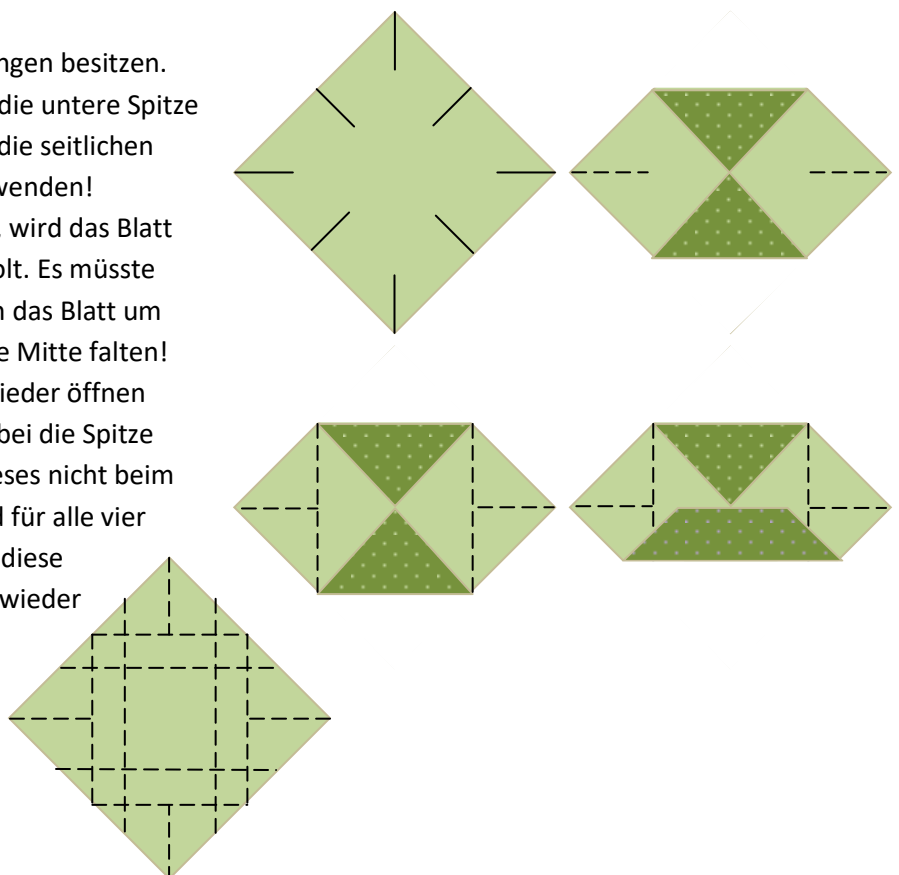 ngen besitzen.
die untere Spitze
die seitlichen
wenden!
wird das Blatt
olt. Es müsste
das Blatt um
e Mitte falten!
ieder öffnen
bei die Spitze
eses nicht beim
für alle vier
diese
wieder